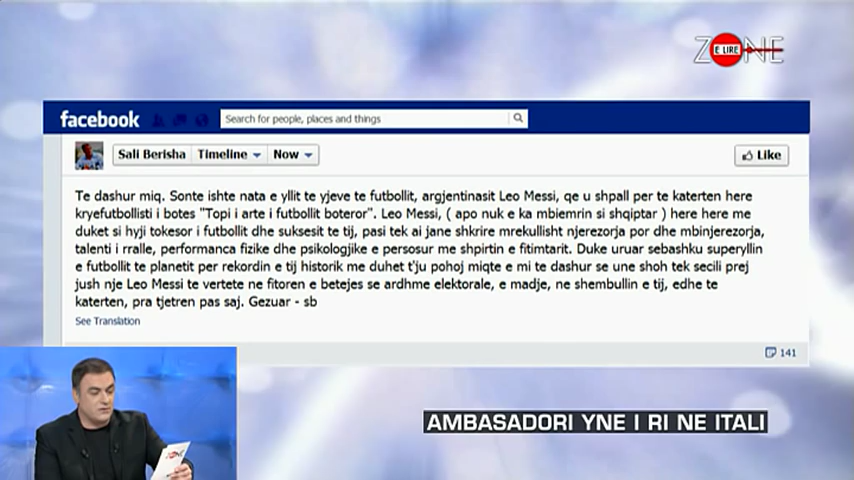 ZONE
E LIRE
facebook
Search for people, places and things
Sali Berisha Timeline Now
Like
Te dashur miq. Sonte ishte nata e yllit te yjeve te futbollit, argjentinasit Leo Messi, qe u shpall per te katerten here
kryefutbollisti i botes "Topi i arte i futbollit boteror". Leo Messi, ( apo nuk e ka mbiemrin si shqiptar ) here here me
duket si hyji tokesor i futbollit dhe suksesit te tij, pasi tek ai jane shkrire mrekullisht njerezorja por dhe mbinjerezorja,
talenti i rralle, performanca fizike dhe psikologjike e persosur me shpirtin e fitimtarit. Duke uruar sebashku superyllin
e futbollit te planetit per rekordin e tij historik me duhet t'ju pohoj miqte e mi te dashur se une shoh tek secili prej
jush nje Leo Messi te vertete ne fitoren e betejes se ardhme elektorale, e madje, ne shembullin e tij, edhe te
katerten, pra tjetren pas saj. Gezuar - sb
See Translation
141
AMBASADORI YNE I RI NE ITALI